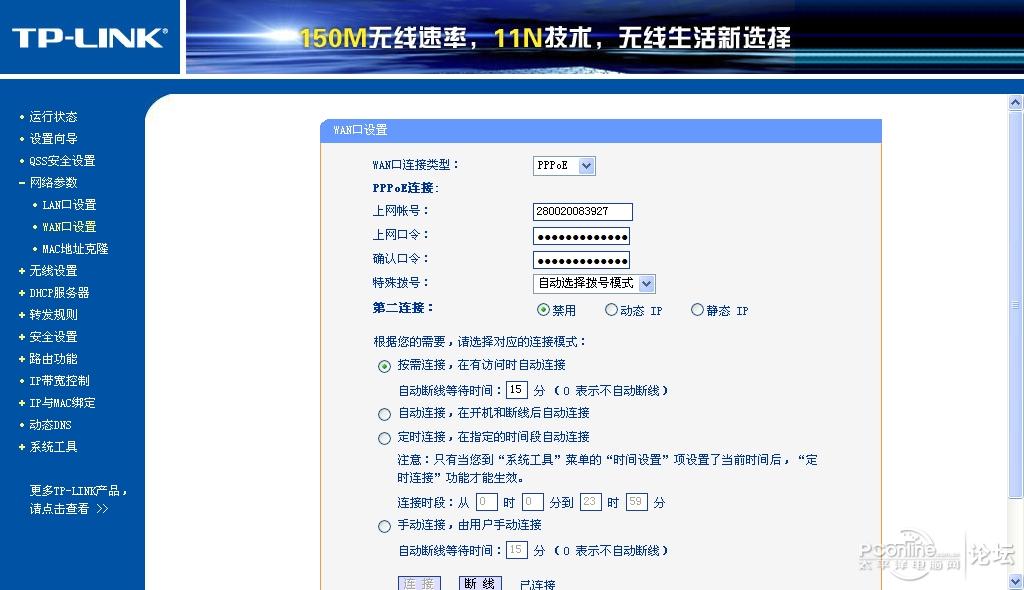 TP-LINK®
150M无线速率，11N技术，无线生活新选择
• 运行状态
• 设置向导
• QSS安全设置
- 网络参数
• LAN口设置
• WAN口设置
• MAC地址克隆
+ 无线设置
+ DHCP服务器
+ 转发规则
+ 安全设置
+ 路由功能
• IP带宽控制
+ IP与MAC绑定
• 动态DNS
+ 系统工具
更多TP-LINK产品，
请点击查看 >>
WAN口设置
WAN口连接类型： PPPoE
PPPoE连接：
上网帐号： 280020083927
上网口令： ●●●●●●●●●●●●●
确认口令： ●●●●●●●●●●●●●
特殊拨号： 自动选择拨号模式
第二连接： 禁用 动态 IP 静态 IP
根据您的需要，请选择对应的连接模式：
按需连接，在有访问时自动连接
自动断线等待时间：15 分（0 表示不自动断线）
自动连接，在开机和断线后自动连接
定时连接，在指定的时间段自动连接
注意：只有当您到“系统工具”菜单的“时间设置”项设置了当前时间后，“定
时连接”功能才能生效。
连接时段：从 0 时 0 分到 23 时 59 分
手动连接，由用户手动连接
自动断线等待时间：15 分（0 表示不自动断线）
连 接 断 线 已连接
PConline.com.cn 论坛
太平洋电脑网